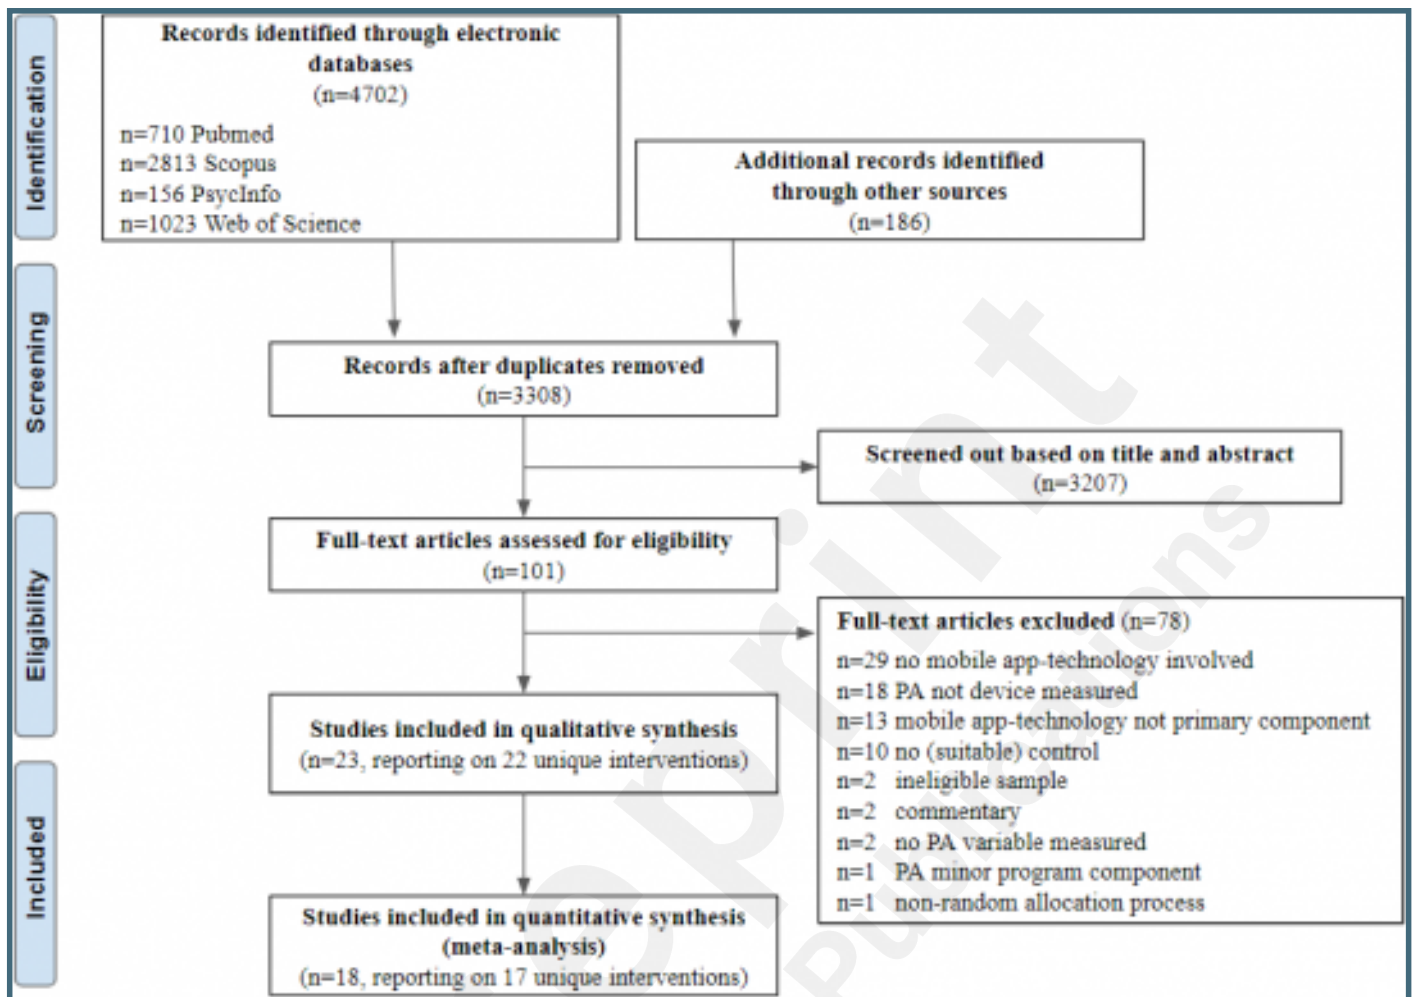 Identification
Records identified through electronic
databases
(n=4702)
n=710 Pubmed
n=2813 Scopus
n=156 PsycInfo
n=1023 Web of Science
Additional records identified
through other sources
(n=186)
Screening
Records after duplicates removed
(n=3308)
Screened out based on title and abstract
(n=3207)
Eligibility
Full-text articles assessed for eligibility
(n=101)
Full-text articles excluded (n=78)
n=29 no mobile app-technology involved
n=18 PA not device measured
n=13 mobile app-technology not primary component
n=10 no (suitable) control
n=2 ineligible sample
n=2 commentary
n=2 no PA variable measured
n=1 PA minor program component
n=1 non-random allocation process
Studies included in qualitative synthesis
(n=23, reporting on 22 unique interventions)
Included
Studies included in quantitative synthesis
(meta-analysis)
(n=18, reporting on 17 unique interventions)
eprint
Publications